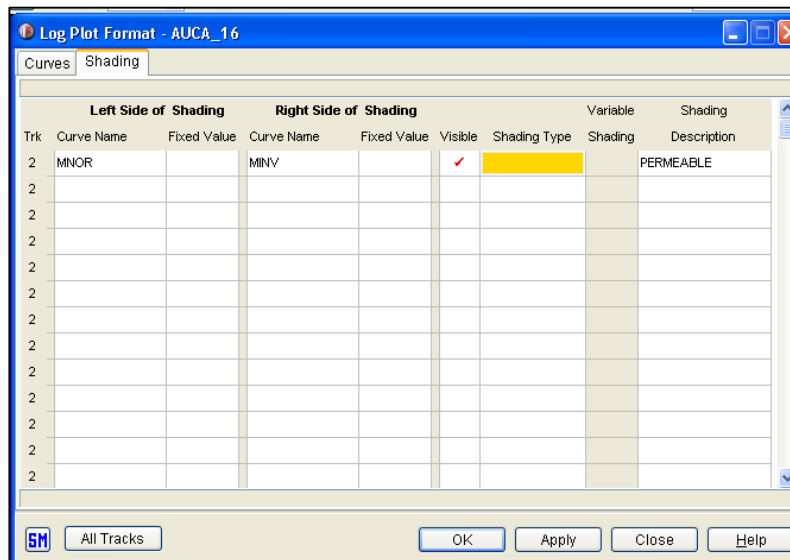 Log Plot Format - AUCA_16
Curves Shading
Left Side of Shading Right Side of Shading Variable Shading
Trk Curve Name Fixed Value Curve Name Fixed Value Visible Shading Type Shading Description
2 MNOR MINV ✓ PERMEABLE
2
2
2
2
2
2
2
2
2
2
2
2
SM All Tracks OK Apply Close Help